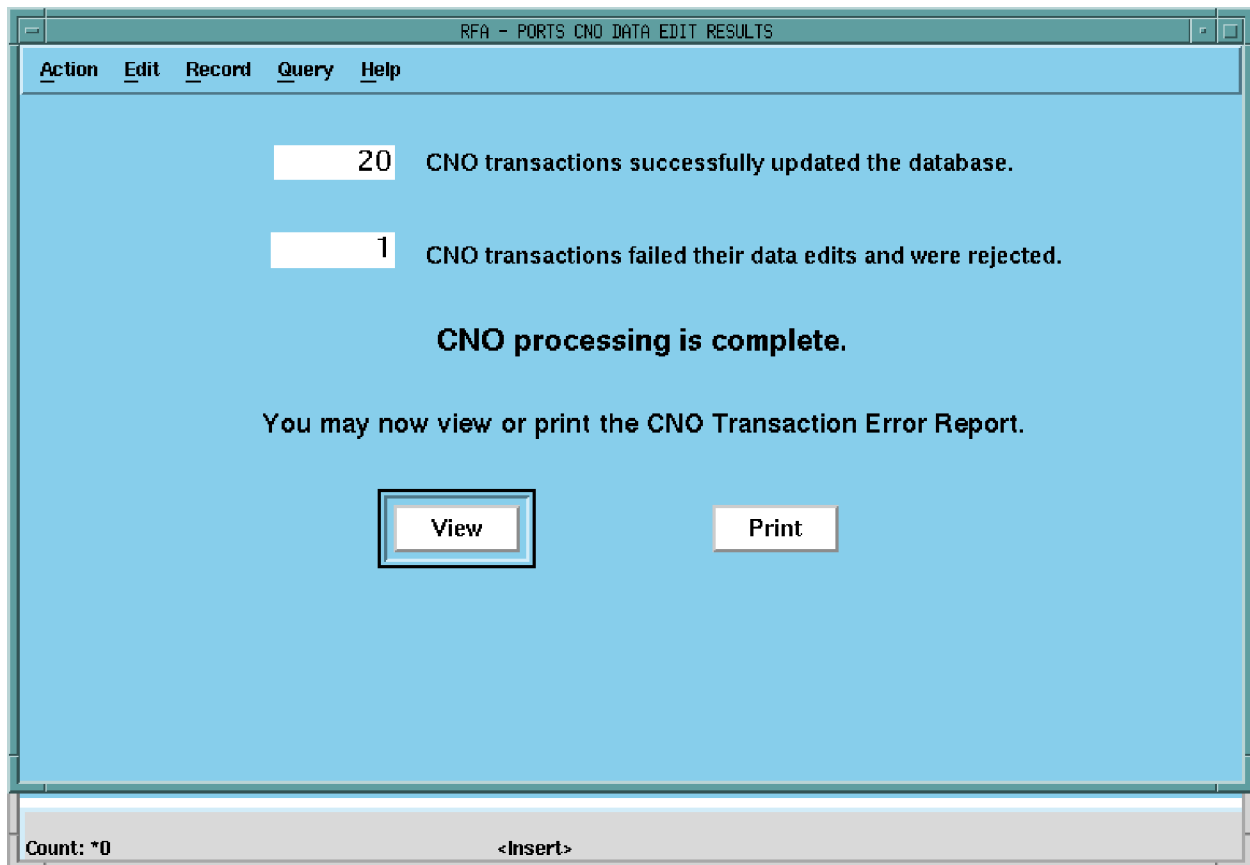 RFA - PORTS CNO DATA EDIT RESULTS
Action Edit Record Query Help
20 CNO transactions successfully updated the database.
1 CNO transactions failed their data edits and were rejected.
CNO processing is complete.
You may now view or print the CNO Transaction Error Report.
View Print
Count: *0 <Insert>